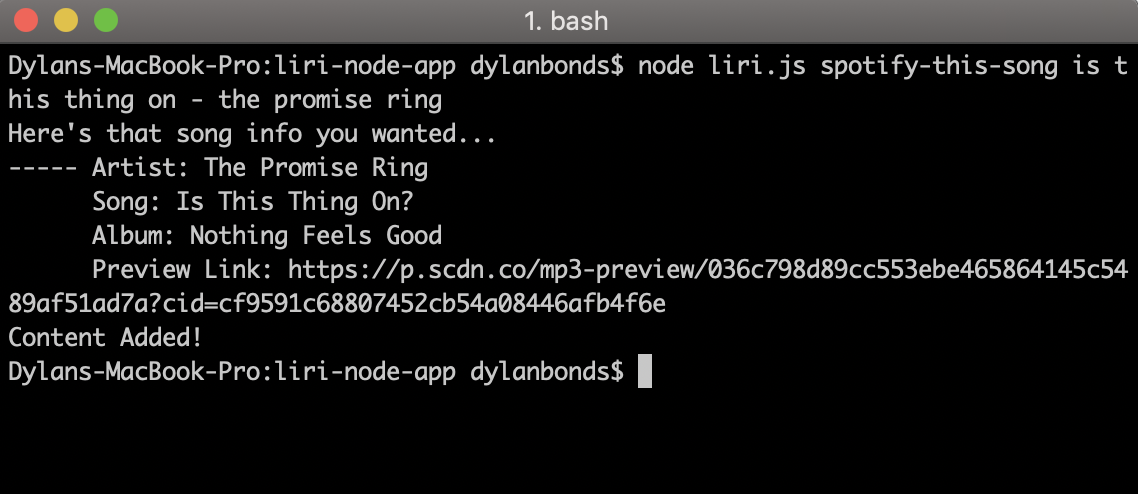 1. bash
Dylans-MacBook-Pro:liri-node-app dylanbonds$ node liri.js spotify-this-song is t
his thing on - the promise ring
Here's that song info you wanted...
----- Artist: The Promise Ring
      Song: Is This Thing On?
      Album: Nothing Feels Good
      Preview Link: https://p.scdn.co/mp3-preview/036c798d89cc553ebe465864145c54
89af51ad7a?cid=cf9591c68807452cb54a08446afb4f6e
Content Added!
Dylans-MacBook-Pro:liri-node-app dylanbonds$